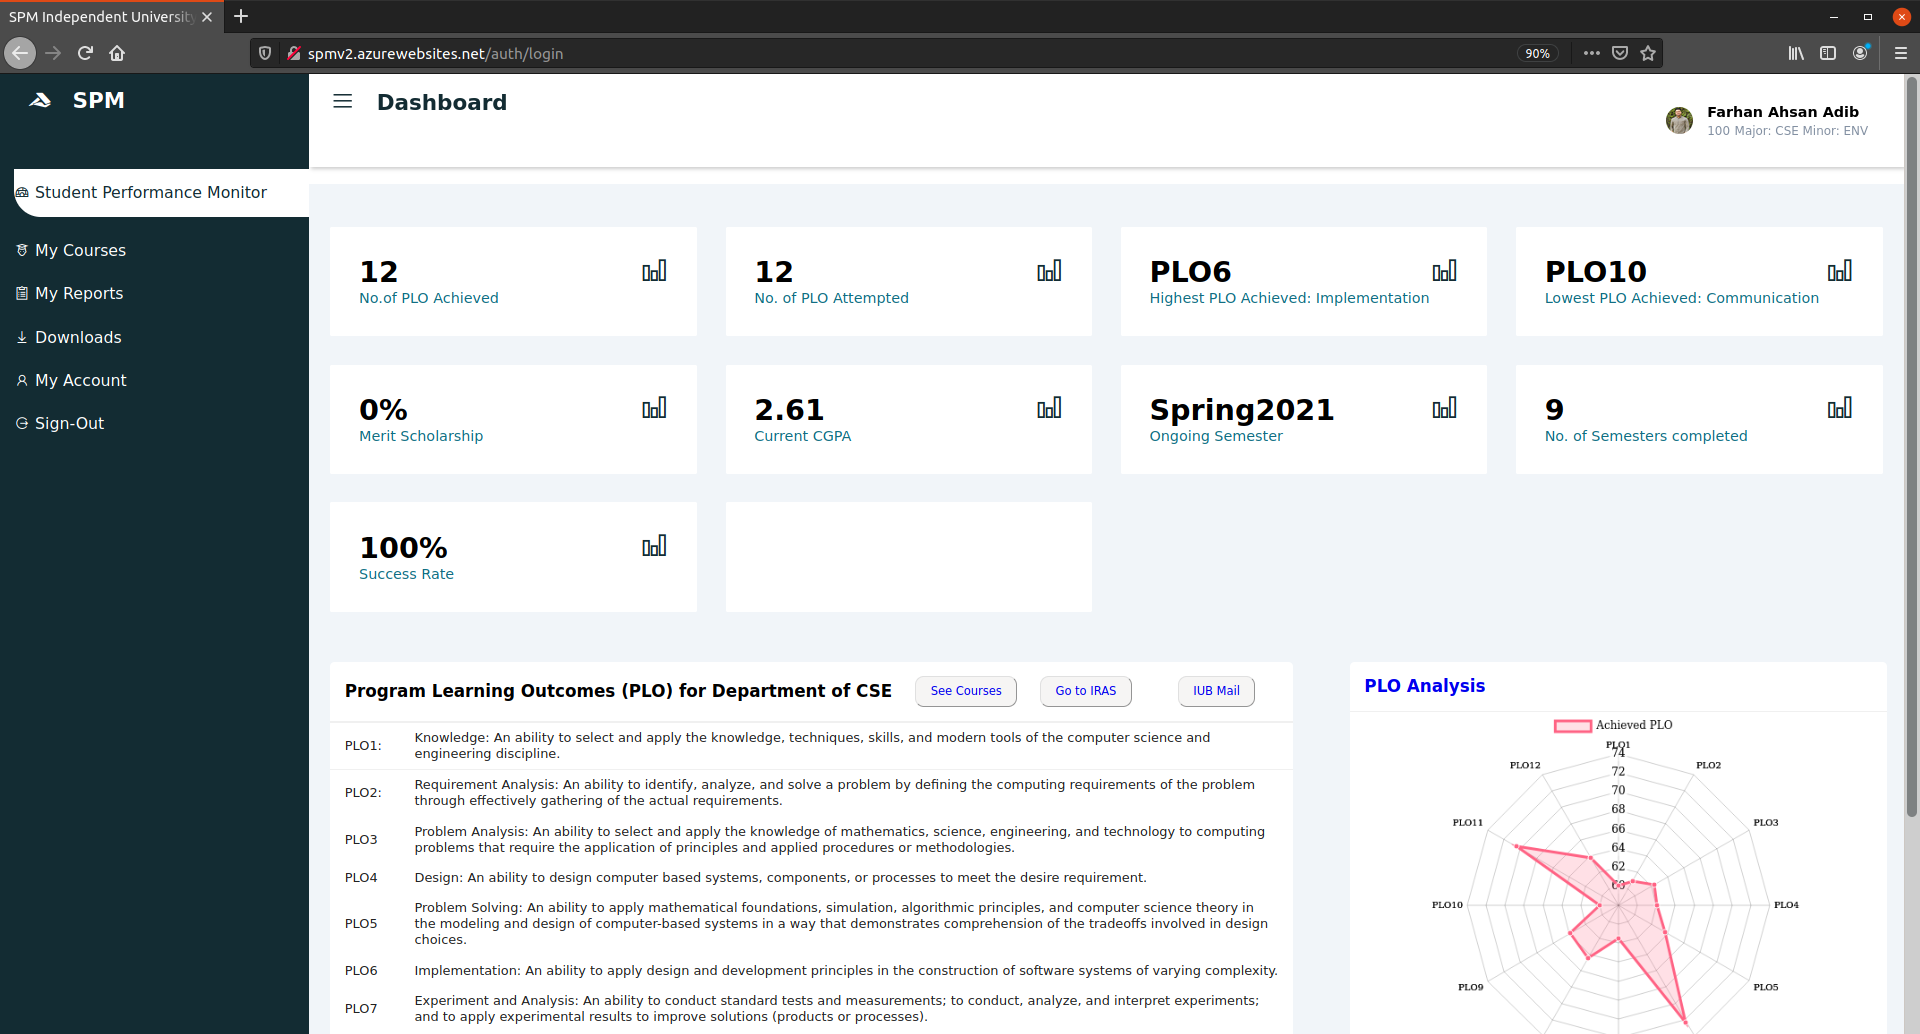 SPM Independent University
spmv2.azurewebsites.net/auth/login
90%
SPM
Dashboard
Farhan Ahsan Adib
100 Major: CSE Minor: ENV
Student Performance Monitor
My Courses
My Reports
Downloads
My Account
Sign-Out
12
No.of PLO Achieved
12
No. of PLO Attempted
PLO6
Highest PLO Achieved: Implementation
PLO10
Lowest PLO Achieved: Communication
0%
Merit Scholarship
2.61
Current CGPA
Spring2021
Ongoing Semester
9
No. of Semesters completed
100%
Success Rate
Program Learning Outcomes (PLO) for Department of CSE
See Courses
Go to IRAS
IUB Mail
PLO1:
Knowledge: An ability to select and apply the knowledge, techniques, skills, and modern tools of the computer science and
engineering discipline.
PLO2:
Requirement Analysis: An ability to identify, analyze, and solve a problem by defining the computing requirements of the problem
through effectively gathering of the actual requirements.
PLO3
Problem Analysis: An ability to select and apply the knowledge of mathematics, science, engineering, and technology to computing
problems that require the application of principles and applied procedures or methodologies.
PLO4
Design: An ability to design computer based systems, components, or processes to meet the desire requirement.
PLO5
Problem Solving: An ability to apply mathematical foundations, simulation, algorithmic principles, and computer science theory in
the modeling and design of computer-based systems in a way that demonstrates comprehension of the tradeoffs involved in design
choices.
PLO6
Implementation: An ability to apply design and development principles in the construction of software systems of varying complexity.
PLO7
Experiment and Analysis: An ability to conduct standard tests and measurements; to conduct, analyze, and interpret experiments;
and to apply experimental results to improve solutions (products or processes).
PLO Analysis
Achieved PLO
PLO1
74
PLO12
PLO2
72
70
68
PLO11
PLO3
66
64
62
60
PLO10
PLO4
PLO9
PLO5